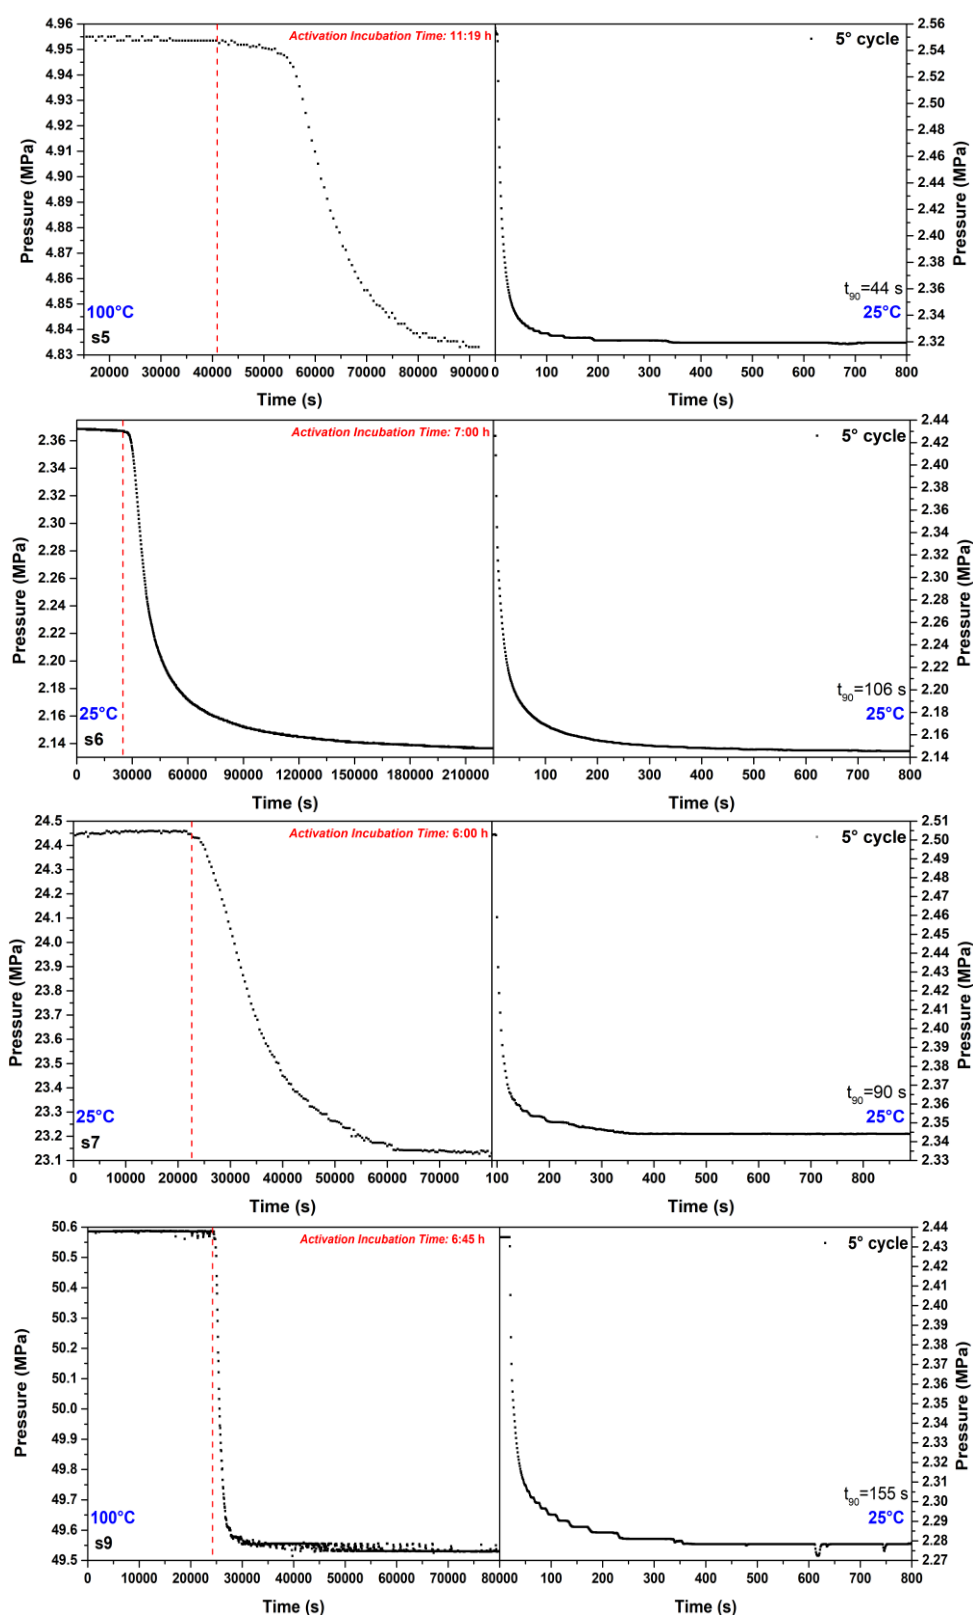 4.96
4.95
4.94
4.93
4.92
4.91
4.90
4.89
4.88
4.87
4.86
4.85
4.84
4.83
Pressure (MPa)
Activation Incubation Time: 11:19 h
100°C
s5
20000 30000 40000 50000 60000 70000 80000 90000
Time (s)
5° cycle
t90=44 s
25°C
0 100 200 300 400 500 600 700 800
Time (s)
2.56
2.54
2.52
2.50
2.48
2.46
2.44
2.42
2.40
2.38
2.36
2.34
2.32
Pressure (MPa)
2.36
2.34
2.32
2.30
2.28
2.26
2.24
2.22
2.20
2.18
2.16
2.14
Pressure (MPa)
Activation Incubation Time: 7:00 h
25°C
s6
0 30000 60000 90000 120000 150000 180000 210000
Time (s)
5° cycle
t90=106 s
25°C
100 200 300 400 500 600 700 800
Time (s)
2.44
2.42
2.40
2.39
2.37
2.36
2.34
2.33
2.31
2.30
2.28
2.26
2.25
2.23
2.22
2.20
2.19
2.17
2.16
2.14
Pressure (MPa)
24.5
24.4
24.3
24.2
24.1
24.0
23.9
23.8
23.7
23.6
23.5
23.4
23.3
23.2
23.1
Pressure (MPa)
Activation Incubation Time: 6:00 h
25°C
s7
0 10000 20000 30000 40000 50000 60000 70000
Time (s)
5° cycle
t90=90 s
25°C
100 200 300 400 500 600 700 800
Time (s)
2.51
2.50
2.49
2.48
2.47
2.46
2.45
2.44
2.43
2.42
2.41
2.40
2.39
2.38
2.37
2.36
2.35
2.34
2.33
Pressure (MPa)
50.6
50.5
50.4
50.3
50.2
50.1
50.0
49.9
49.8
49.7
49.6
49.5
Pressure (MPa)
Activation Incubation Time: 6:45 h
100°C
s9
0 10000 20000 30000 40000 50000 60000 70000 80000
Time (s)
5° cycle
t90=155 s
25°C
100 200 300 400 500 600 700 800
Time (s)
2.44
2.43
2.42
2.41
2.40
2.39
2.38
2.37
2.36
2.35
2.34
2.33
2.32
2.31
2.30
2.29
2.28
2.27
Pressure (MPa)